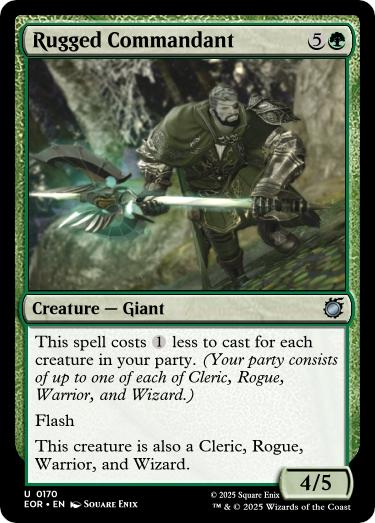 Rugged Commandant 5
Creature — Giant
This spell costs 1 less to cast for each
creature in your party. (Your party consists
of up to one of each of Cleric, Rogue,
Warrior, and Wizard.)
Flash
This creature is also a Cleric, Rogue,
Warrior, and Wizard.
4/5
U 0170
EOR • EN SQUARE ENIX
© 2025 Square Enix
™ & © 2025 Wizards of the Coast